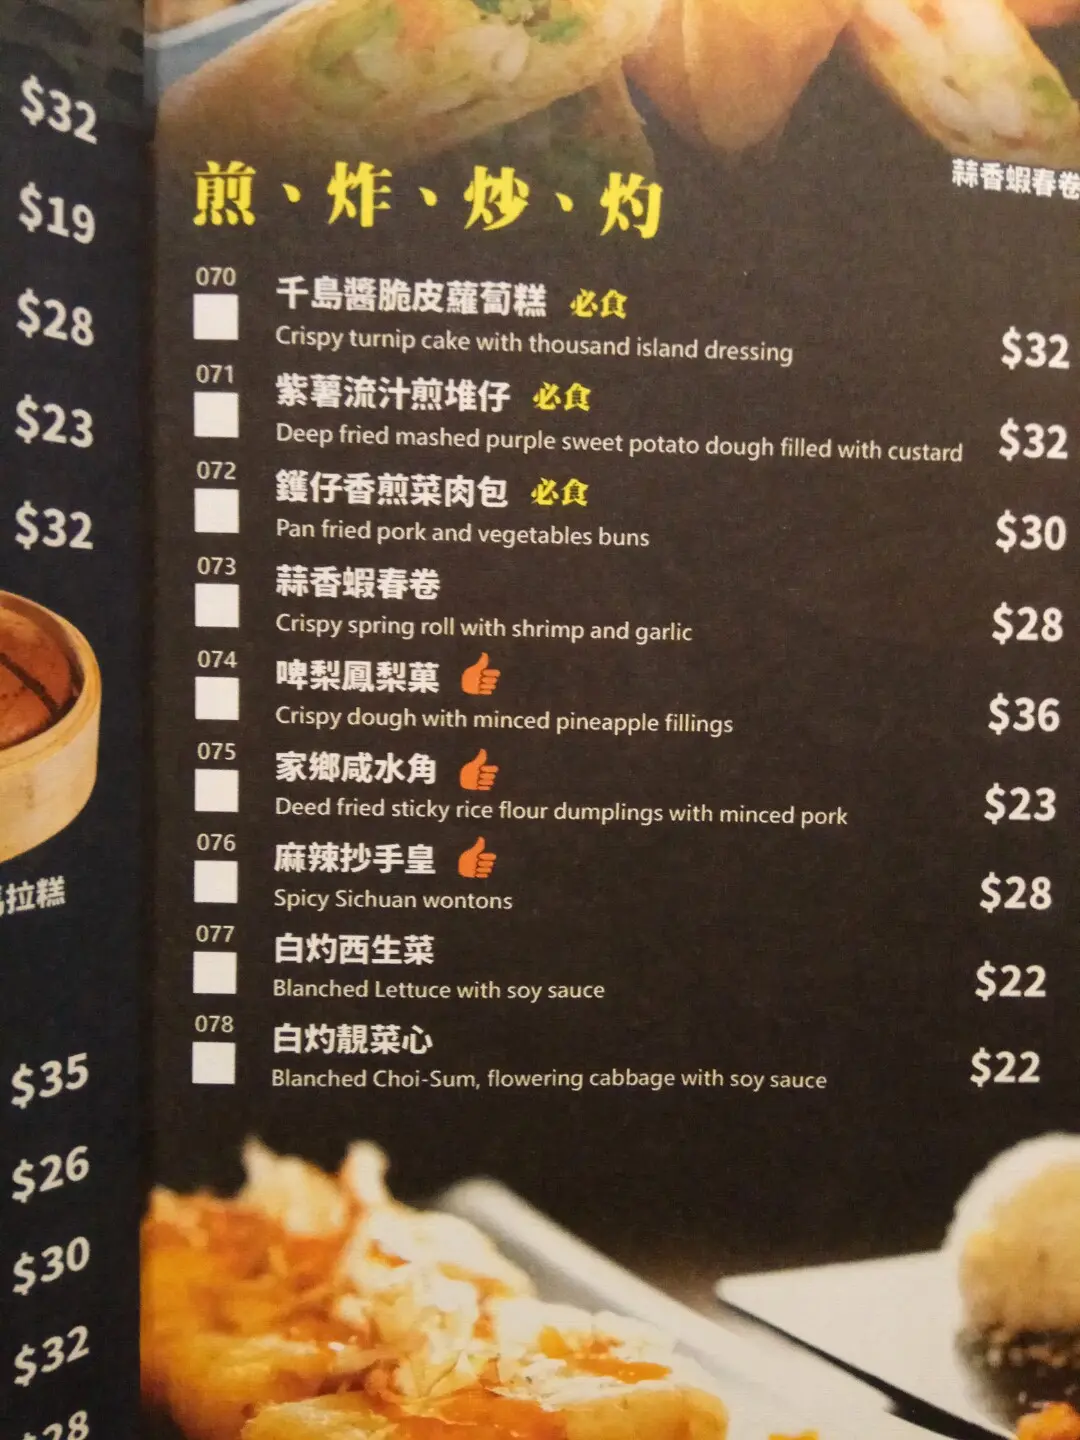 $32
$19
$28
$23
$32
拉糕
$35
$26
$30
$32
$28
蒜香蝦春卷
煎、炸、炒、灼
070
千島醬脆皮蘿蔔糕 必食
Crispy turnip cake with thousand island dressing $32
071
紫薯流汁煎堆仔 必食
Deep fried mashed purple sweet potato dough filled with custard $32
072
鑊仔香煎菜肉包 必食
Pan fried pork and vegetables buns $30
073
蒜香蝦春卷
Crispy spring roll with shrimp and garlic $28
074
啤梨鳳梨菓
Crispy dough with minced pineapple fillings $36
075
家鄉咸水角
Deed fried sticky rice flour dumplings with minced pork $23
076
麻辣抄手皇
Spicy Sichuan wontons $28
077
白灼西生菜
Blanched Lettuce with soy sauce $22
078
白灼靚菜心
Blanched Choi-Sum, flowering cabbage with soy sauce $22